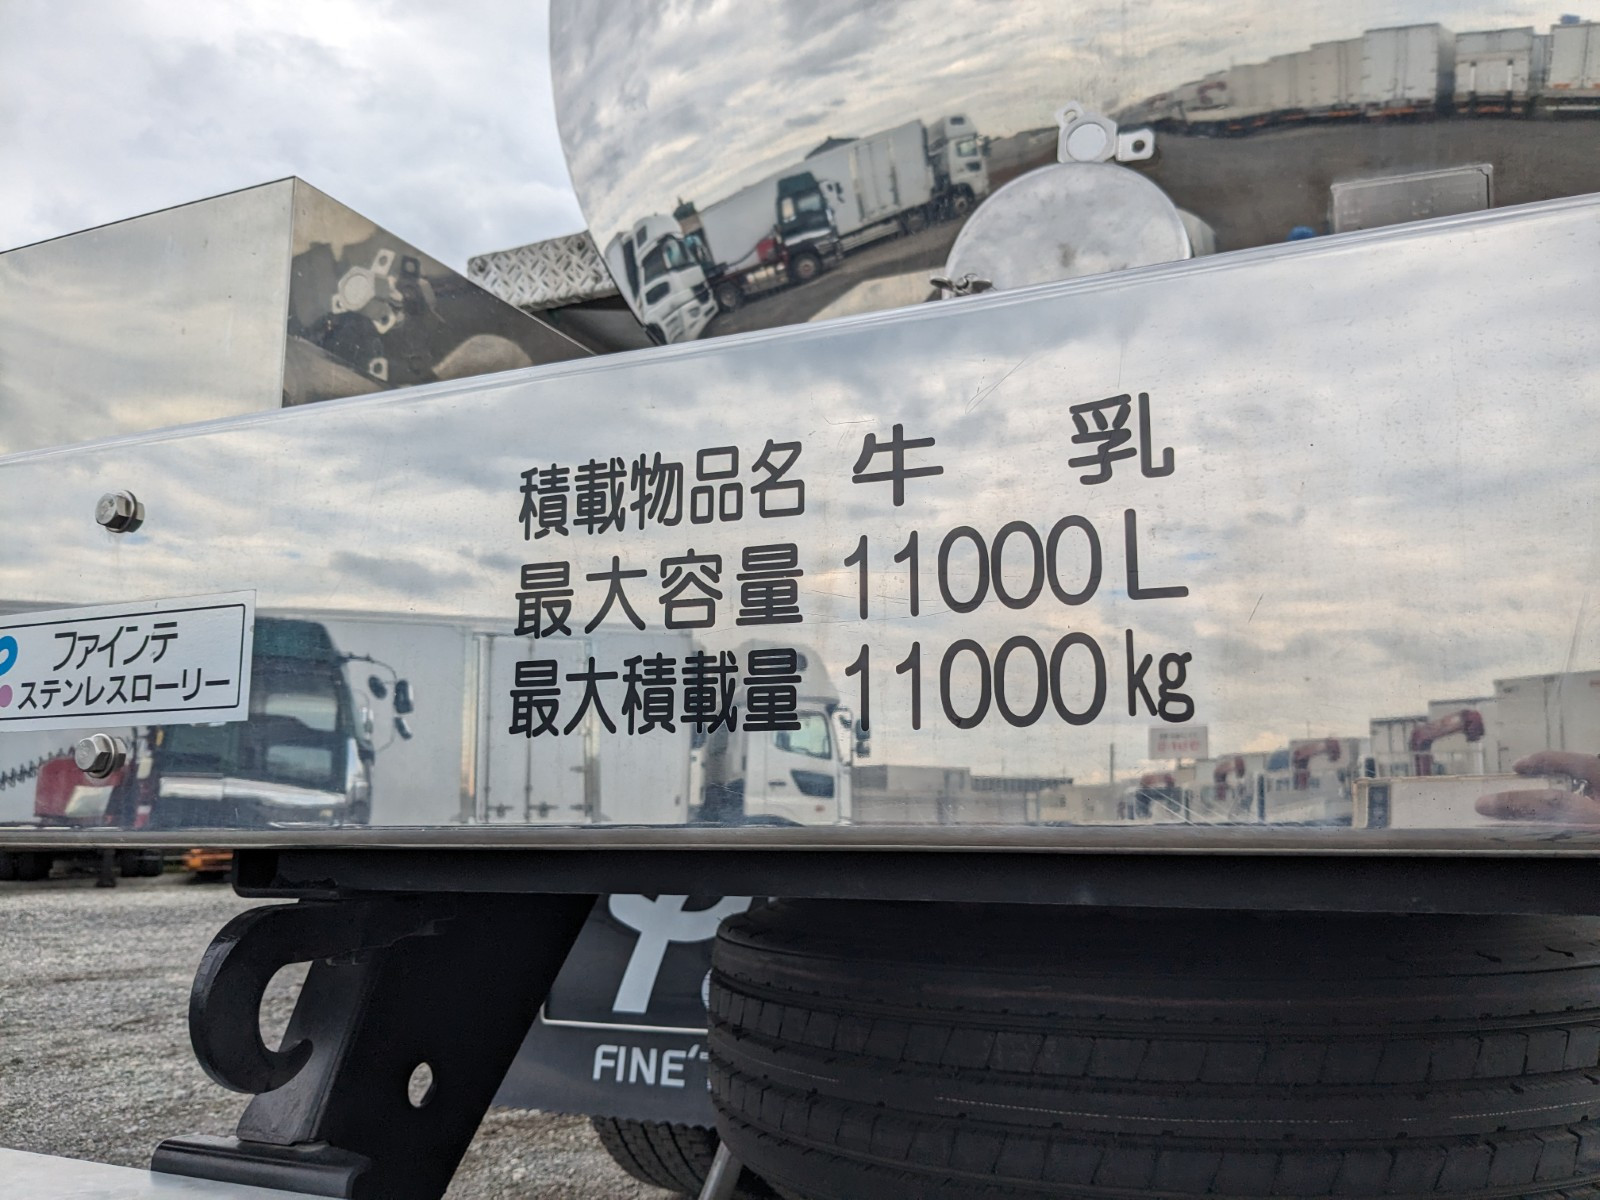 積載物品名 牛 乳
最大容量 11000L
最大積載量 11000kg
ファインテ
ステンレスローリー
FINE'